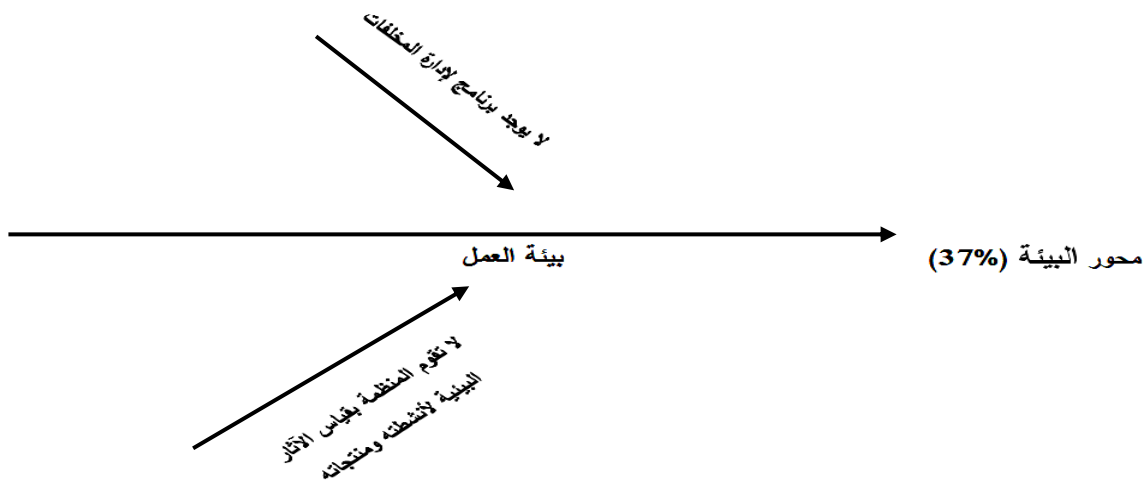 لا يوجد برنامج لإدارة المخلفات
بيئة العمل
محور البيئة (37%)
لا تقوم المنظمة بقياس الآثار
البيئية لأنشطته ومنتجاته